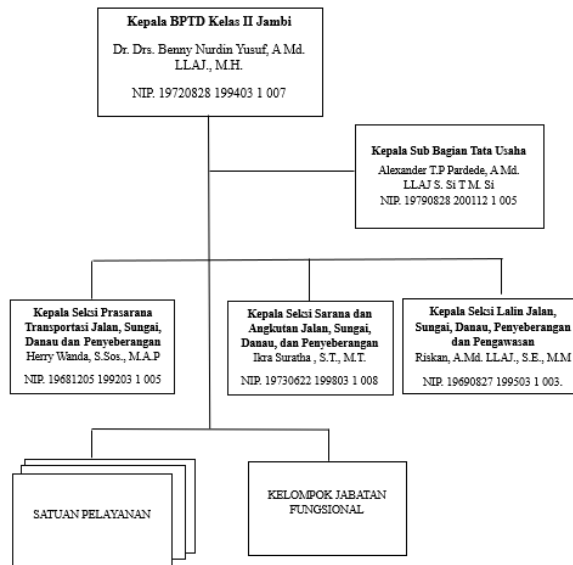 Kepala BPTD Kelas II Jambi
Dr. Drs. Benny Nurdin Yusuf, A Md.
LLAJ., M.H.
NIP. 19720828 199403 1 007
Kepala Sub Bagian Tata Usaha
Alexander T.P Pardede, A Md.
LLAJ S. Si T M. Si
NIP. 19790828 200112 1 005
Kepala Seksi Prasarana
Transportasi Jalan, Sungai,
Danau dan Penyeberangan
Herry Wanda, S.Sos., M.A.P
NIP. 19681205 199203 1 005
Kepala Seksi Sarana dan
Angkutan Jalan, Sungai,
Danau, dan Penyeberangan
Ikra Suratha , S.T., M.T.
NIP. 19730622 199803 1 008
Kepala Seksi Lalin Jalan,
Sungai, Danau, Penyeberangan
dan Pengawasan
Riskan, A.Md. LLAJ., S.E., M.M
NIP. 19690827 199503 1 003.
SATUAN PELAYANAN
KELOMPOK JABATAN
FUNGSIONAL